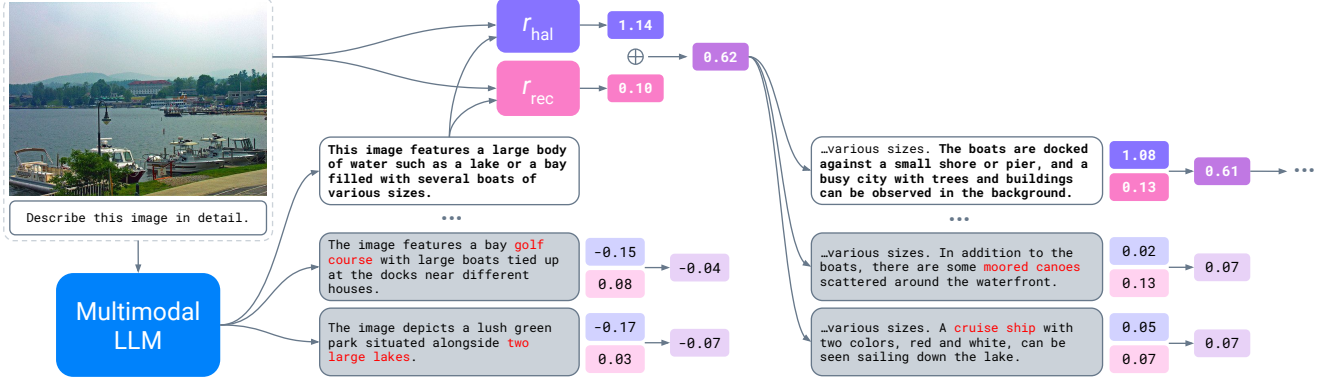 Describe this image in detail.
Multimodal
LLM
r_hal
r_rec
1.14
0.10
⊕
0.62
This image features a large body
of water such as a lake or a bay
filled with several boats of
various sizes.
...
The image features a bay golf
course with large boats tied up
at the docks near different
houses.
-0.15
0.08
-0.04
The image depicts a lush green
park situated alongside two
large lakes.
-0.17
0.03
-0.07
…various sizes. The boats are docked
against a small shore or pier, and a
busy city with trees and buildings
can be observed in the background.
1.08
0.13
0.61
...
...
…various sizes. In addition to the
boats, there are some moored canoes
scattered around the waterfront.
0.02
0.13
0.07
…various sizes. A cruise ship with
two colors, red and white, can be
seen sailing down the lake.
0.05
0.07
0.07